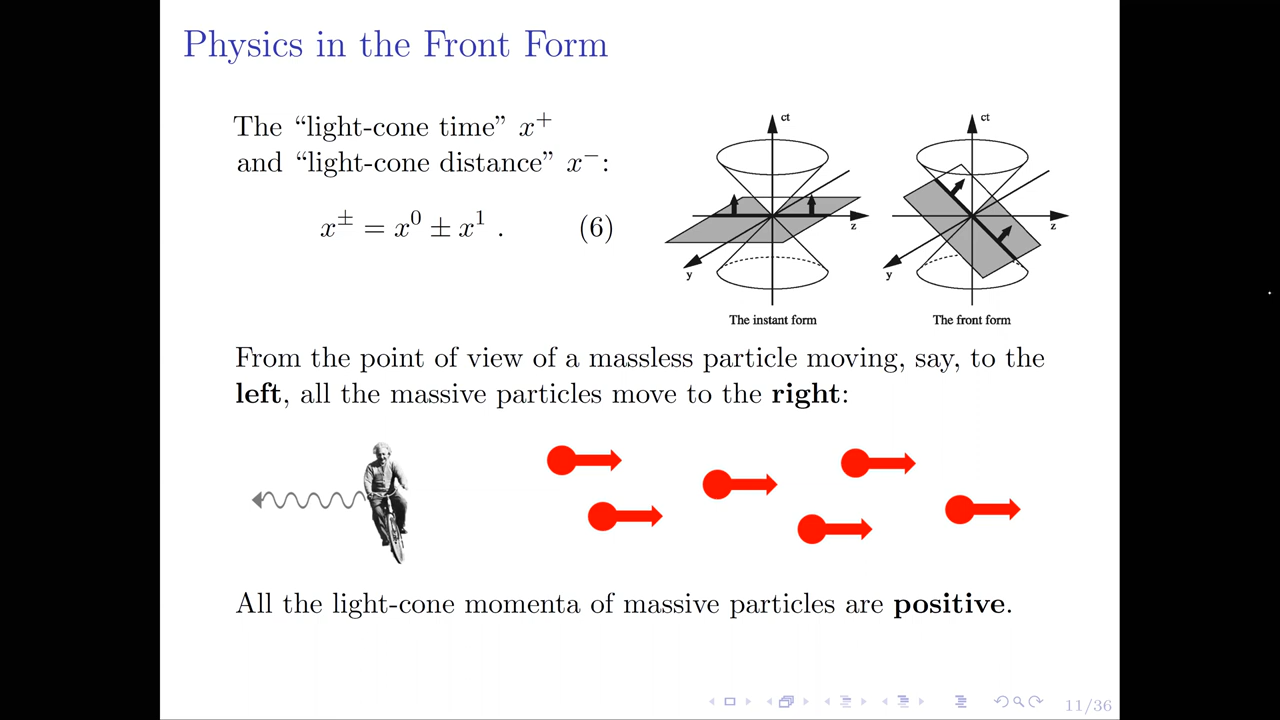 Physics in the Front Form
The “light-cone time” x⁺
and “light-cone distance” x⁻:
x± = x⁰ ± x¹ . (6)
ct
z
y
The instant form
ct
z
y
The front form
From the point of view of a massless particle moving, say, to the
left, all the massive particles move to the right:
All the light-cone momenta of massive particles are positive.
11/36